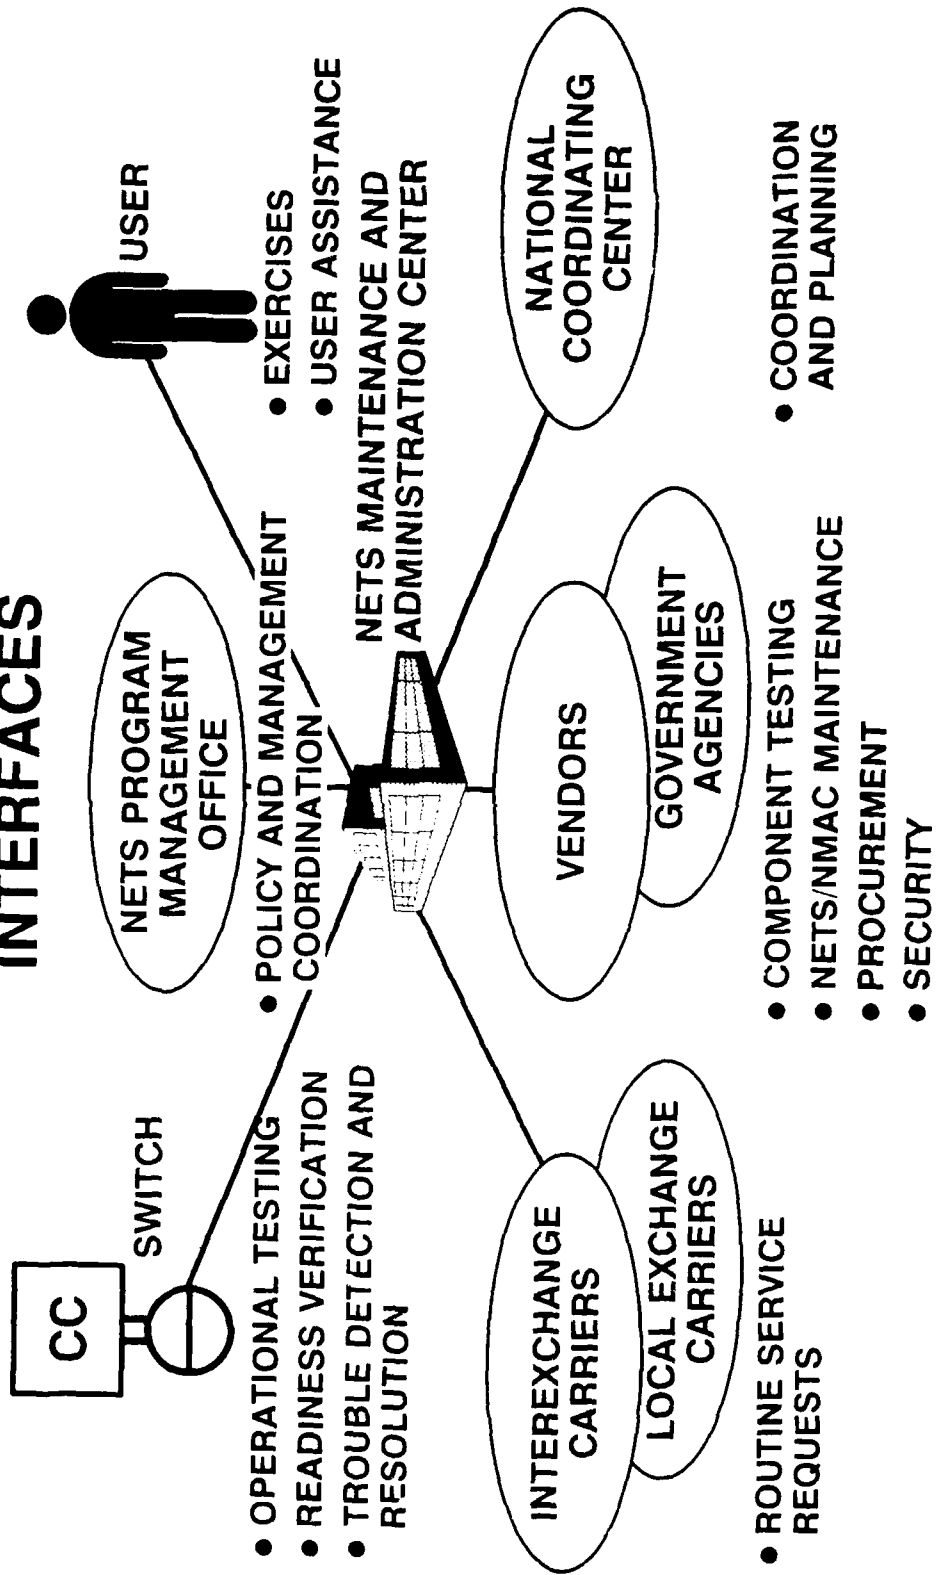 INTERFACES
CC
SWITCH
• OPERATIONAL TESTING
• READINESS VERIFICATION
• TROUBLE DETECTION AND
RESOLUTION
NETS PROGRAM
MANAGEMENT
OFFICE
• POLICY AND MANAGEMENT
COORDINATION
USER
• EXERCISES
• USER ASSISTANCE
NETS MAINTENANCE AND
ADMINISTRATION CENTER
INTEREXCHANGE
CARRIERS
LOCAL EXCHANGE
CARRIERS
• ROUTINE SERVICE
REQUESTS
VENDORS
GOVERNMENT
AGENCIES
• COMPONENT TESTING
• NETS/NMAC MAINTENANCE
• PROCUREMENT
• SECURITY
NATIONAL
COORDINATING
CENTER
• COORDINATION
AND PLANNING